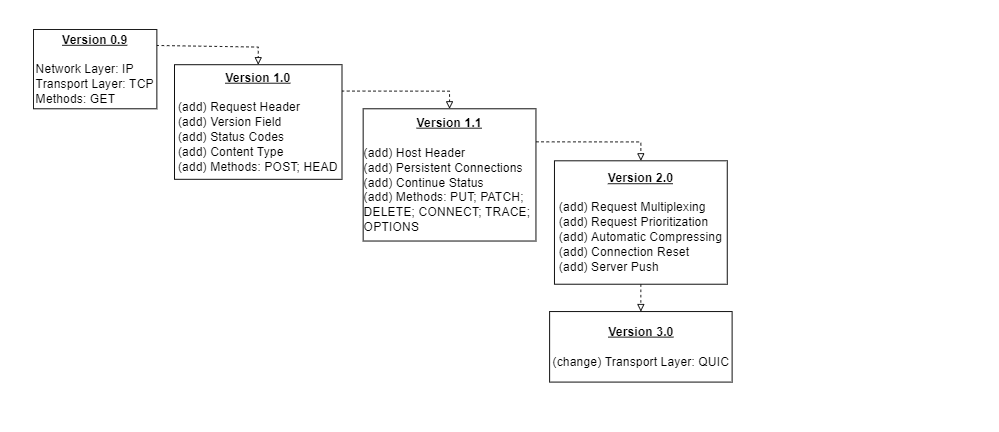 Version 0.9
Network Layer: IP
Transport Layer: TCP
Methods: GET
Version 1.0
(add) Request Header
(add) Version Field
(add) Status Codes
(add) Content Type
(add) Methods: POST; HEAD
Version 1.1
(add) Host Header
(add) Persistent Connections
(add) Continue Status
(add) Methods: PUT; PATCH;
DELETE; CONNECT; TRACE;
OPTIONS
Version 2.0
(add) Request Multiplexing
(add) Request Prioritization
(add) Automatic Compressing
(add) Connection Reset
(add) Server Push
Version 3.0
(change) Transport Layer: QUIC